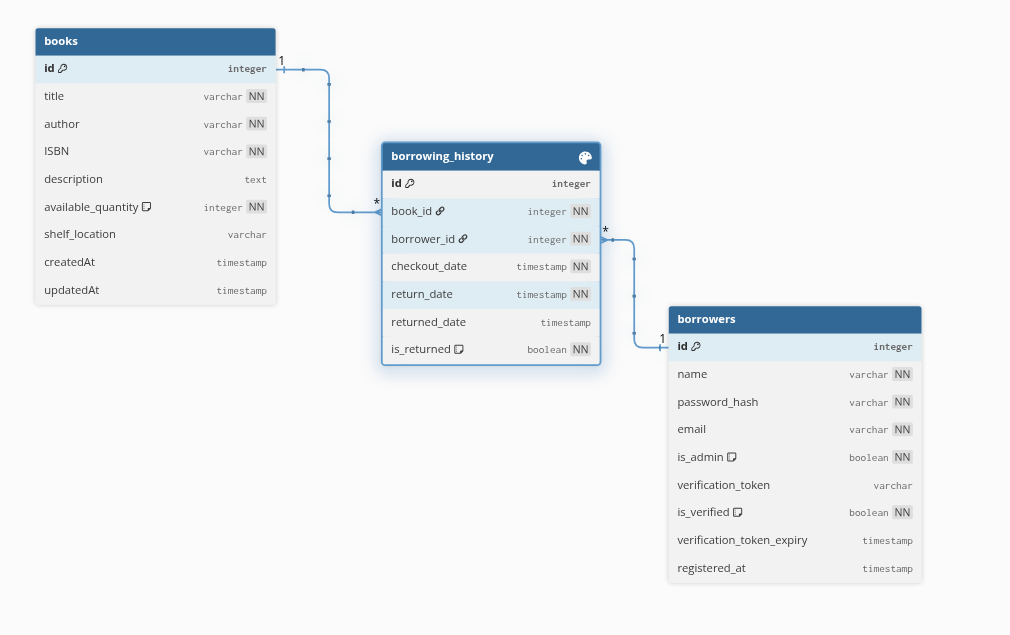 books
id integer
title varchar NN
author varchar NN
ISBN varchar NN
description text
available_quantity integer NN
shelf_location varchar
createdAt timestamp
updatedAt timestamp
1
*
borrowing_history
id integer
book_id integer NN
borrower_id integer NN
checkout_date timestamp NN
return_date timestamp NN
returned_date timestamp
is_returned boolean NN
*
1
borrowers
id integer
name varchar NN
password_hash varchar NN
email varchar NN
is_admin boolean NN
verification_token varchar
is_verified boolean NN
verification_token_expiry timestamp
registered_at timestamp